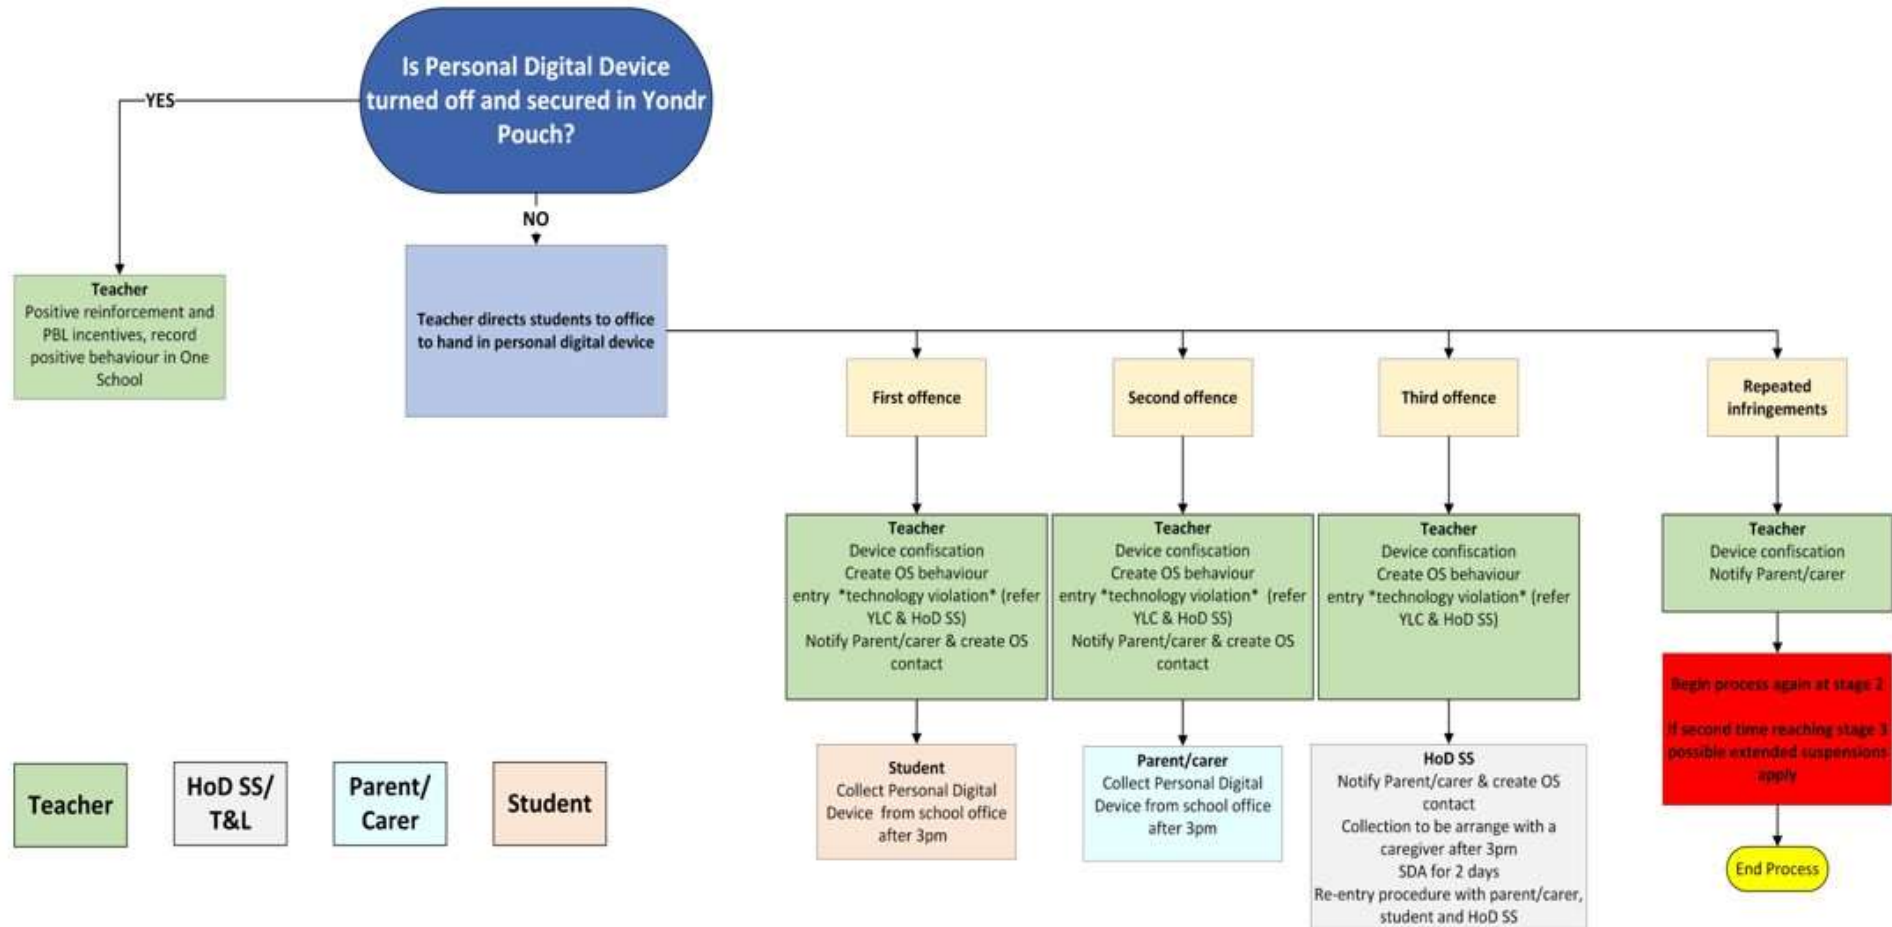 Is Personal Digital Device
turned off and secured in Yondr
Pouch?
YES
NO
Teacher
Positive reinforcement and
PBL incentives, record
positive behaviour in One
School
Teacher directs students to office
to hand in personal digital device
First offence
Second offence
Third offence
Repeated
infringements
Teacher
Device confiscation
Create OS behaviour
entry *technology violation* (refer
YLC & HoD SS)
Notify Parent/carer & create OS
contact
Teacher
Device confiscation
Create OS behaviour
entry *technology violation* (refer
YLC & HoD SS)
Notify Parent/carer & create OS
contact
Teacher
Device confiscation
Create OS behaviour
entry *technology violation* (refer
YLC & HoD SS)
Teacher
Device confiscation
Notify Parent/carer
Student
Collect Personal Digital
Device from school office
after 3pm
Parent/carer
Collect Personal Digital
Device from school office
after 3pm
HoD SS
Notify Parent/carer & create OS
contact
Collection to be arrange with a
caregiver after 3pm
SDA for 2 days
Re-entry procedure with parent/carer,
student and HoD SS
Begin process again at stage 2
If second time reaching stage 3
possible extended suspensions
apply
End Process
Teacher
HoD SS/
T&L
Parent/
Carer
Student